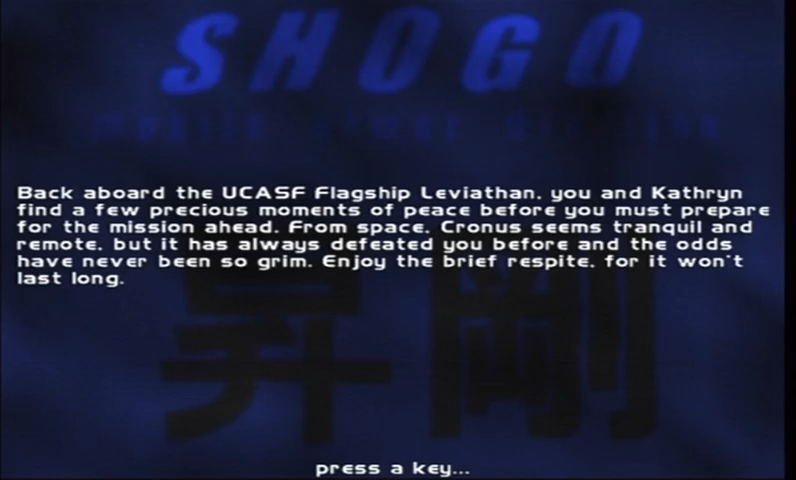 SHOGO
mobile armor division
Back aboard the UCASF Flagship Leviathan, you and Kathryn
find a few precious moments of peace before you must prepare
for the mission ahead. From space, Cronus seems tranquil and
remote, but it has always defeated you before and the odds
have never been so grim. Enjoy the brief respite, for it won't
last long.
昇剛
press a key...